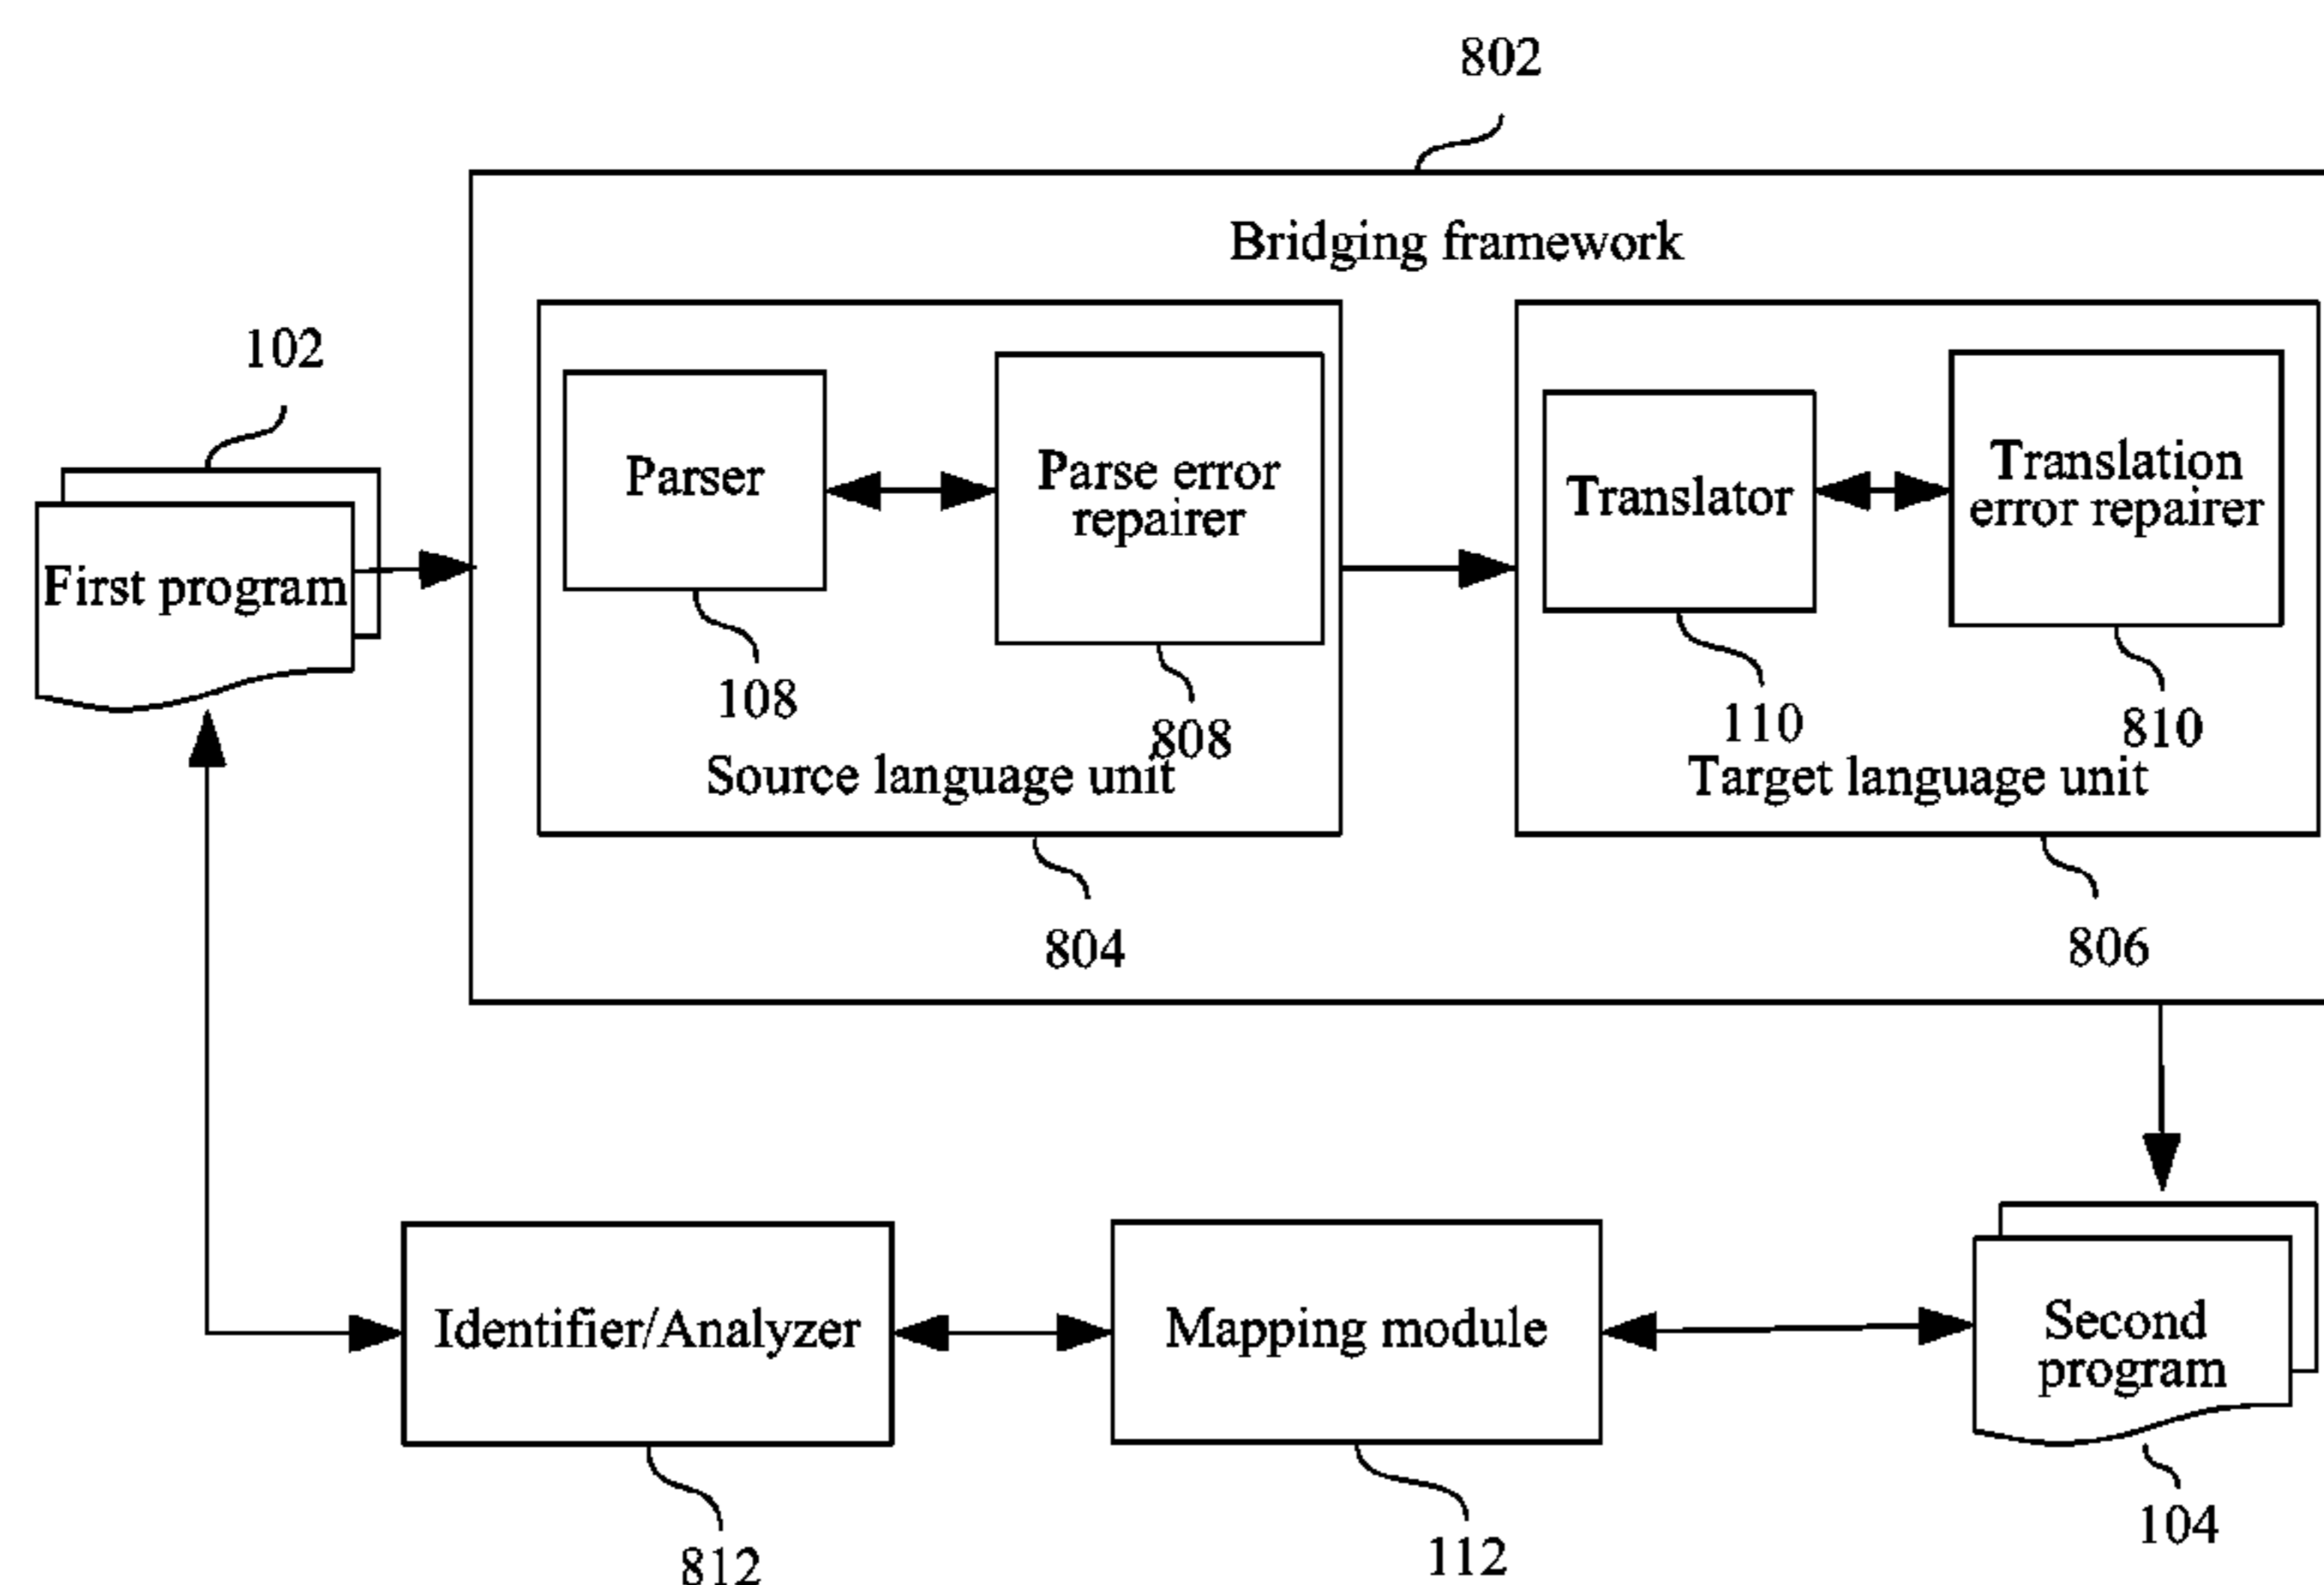 802
Bridging framework
102
Parser
Parse error
repairer
Translator
Translation
error repairer
First program
108
808
110
810
Source language unit
Target language unit
804
806
Identifier/Analyzer
Mapping module
Second
program
812
112
104